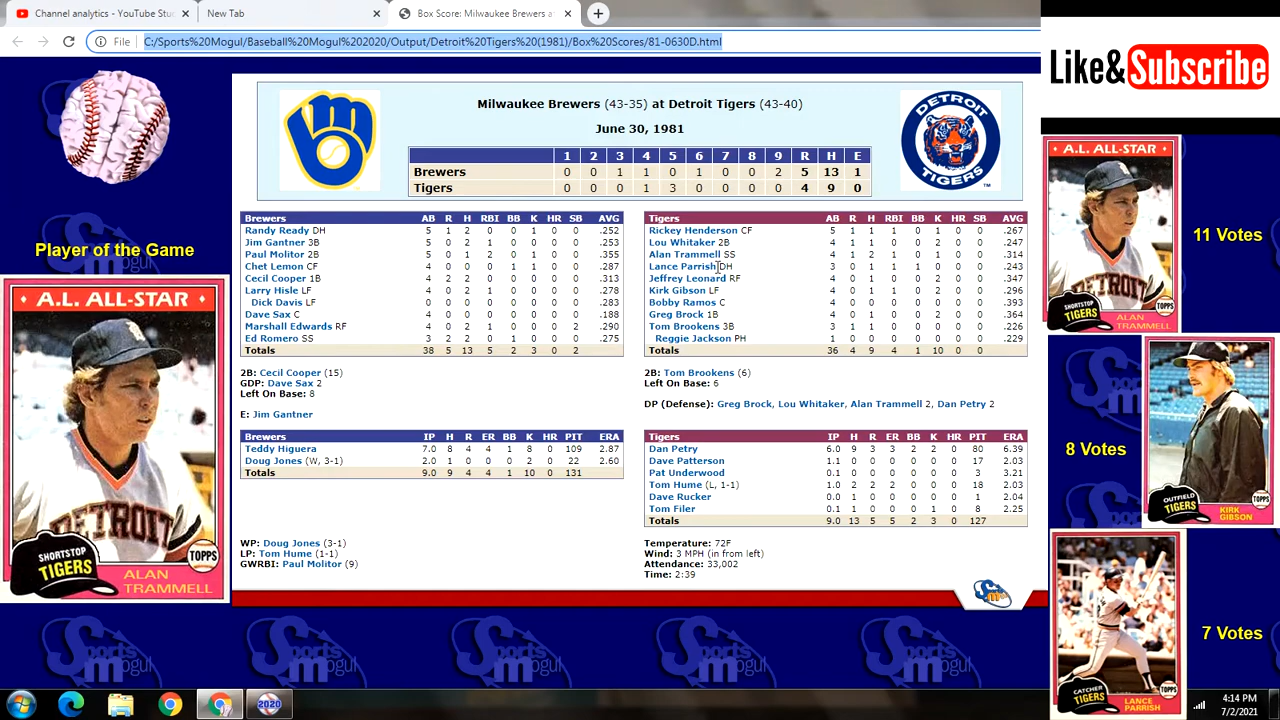 Channel analytics - YouTube Stu
New Tab
Box Score: Milwaukee Brewers a
File
C:/Sports%20Mogul/Baseball%20Mogul%202020/Output/Detroit%20Tigers%20(1981)/Box%20Scores/81-0630D.html
Like&Subscribe
Milwaukee Brewers (43-35) at Detroit Tigers (43-40)
June 30, 1981
DETROIT
TIGERS
1 2 3 4 5 6 7 8 9 R H E
Brewers 0 0 1 1 0 1 0 0 2 5 13 1
Tigers 0 0 0 1 3 0 0 0 0 4 9 0
Brewers AB R H RBI BB K HR SB AVG
Randy Ready DH 5 1 2 0 0 1 0 0 .252
Jim Gantner 3B 5 0 2 1 0 0 0 0 .253
Paul Molitor 2B 5 0 1 2 0 0 0 0 .355
Chet Lemon CF 4 0 0 0 1 1 0 0 .287
Cecil Cooper 1B 4 2 2 0 0 0 0 0 .313
Larry Hisle LF 4 0 2 1 0 0 0 0 .278
Dick Davis LF 0 0 0 0 0 0 0 0 .283
Dave Sax C 4 0 0 0 0 0 0 0 .188
Marshall Edwards RF 4 0 2 1 0 0 0 2 .290
Ed Romero SS 3 2 2 0 1 0 0 0 .275
Totals 38 5 13 5 2 3 0 2
2B: Cecil Cooper (15)
GDP: Dave Sax 2
Left On Base: 8
E: Jim Gantner
Tigers AB R H RBI BB K HR SB AVG
Rickey Henderson CF 5 1 1 1 0 1 0 0 .267
Lou Whitaker 2B 4 1 1 0 0 2 0 0 .247
Alan Trammell SS 4 1 2 1 0 0 0 0 .314
Lance Parrish DH 3 0 1 1 1 0 0 0 .243
Jeffrey Leonard RF 4 0 1 0 0 2 0 0 .347
Kirk Gibson LF 4 0 1 1 0 2 0 0 .296
Bobby Ramos C 4 0 0 0 0 2 0 0 .393
Greg Brock 1B 4 0 1 0 0 1 0 0 .364
Tom Brookens 3B 3 1 1 0 0 0 0 0 .226
Reggie Jackson PH 1 0 0 0 0 0 0 0 .229
Totals 36 4 9 4 1 10 0 0
2B: Tom Brookens (6)
Left On Base: 6
DP (Defense): Greg Brock, Lou Whitaker, Alan Trammell 2, Dan Petry 2
Brewers IP H R ER BB K HR PIT ERA
Teddy Higuera 7.0 8 4 4 1 8 0 109 2.87
Doug Jones (W, 3-1) 2.0 1 0 0 0 2 0 22 2.60
Totals 9.0 9 4 4 1 10 0 131
WP: Doug Jones (3-1)
LP: Tom Hume (1-1)
GWRBI: Paul Molitor (9)
Tigers IP H R ER BB K HR PIT ERA
Dan Petry 6.0 9 3 3 2 2 0 80 6.39
Dave Patterson 1.1 0 0 0 0 0 0 17 2.03
Pat Underwood 0.1 0 0 0 0 0 0 3 3.21
Tom Hume (L, 1-1) 1.0 2 2 2 0 0 0 18 2.03
Dave Rucker 0.0 1 0 0 0 0 0 1 2.04
Tom Filer 0.1 1 0 0 0 1 0 8 2.25
Totals 9.0 13 5 5 2 3 0 127
Temperature: 72F
Wind: 3 MPH (in from left)
Attendance: 33,002
Time: 2:39
Player of the Game
A.L. ALL-STAR
DETROIT
SHORTSTOP
TIGERS
TOPPS
ALAN
TRAMMELL
A.L. ALL-STAR
SHORTSTOP
TIGERS
TOPPS
ALAN
TRAMMELL
11 Votes
8 Votes
OUTFIELD
TIGERS
TOPPS
KIRK
GIBSON
7 Votes
CATCHER
TIGERS
TOPPS
LANCE
PARRISH
Sports
Mogul
Sports
Mogul
Sports
Mogul
Sports
Mogul
Sports
Mogul
2020
4:14 PM
7/2/2021